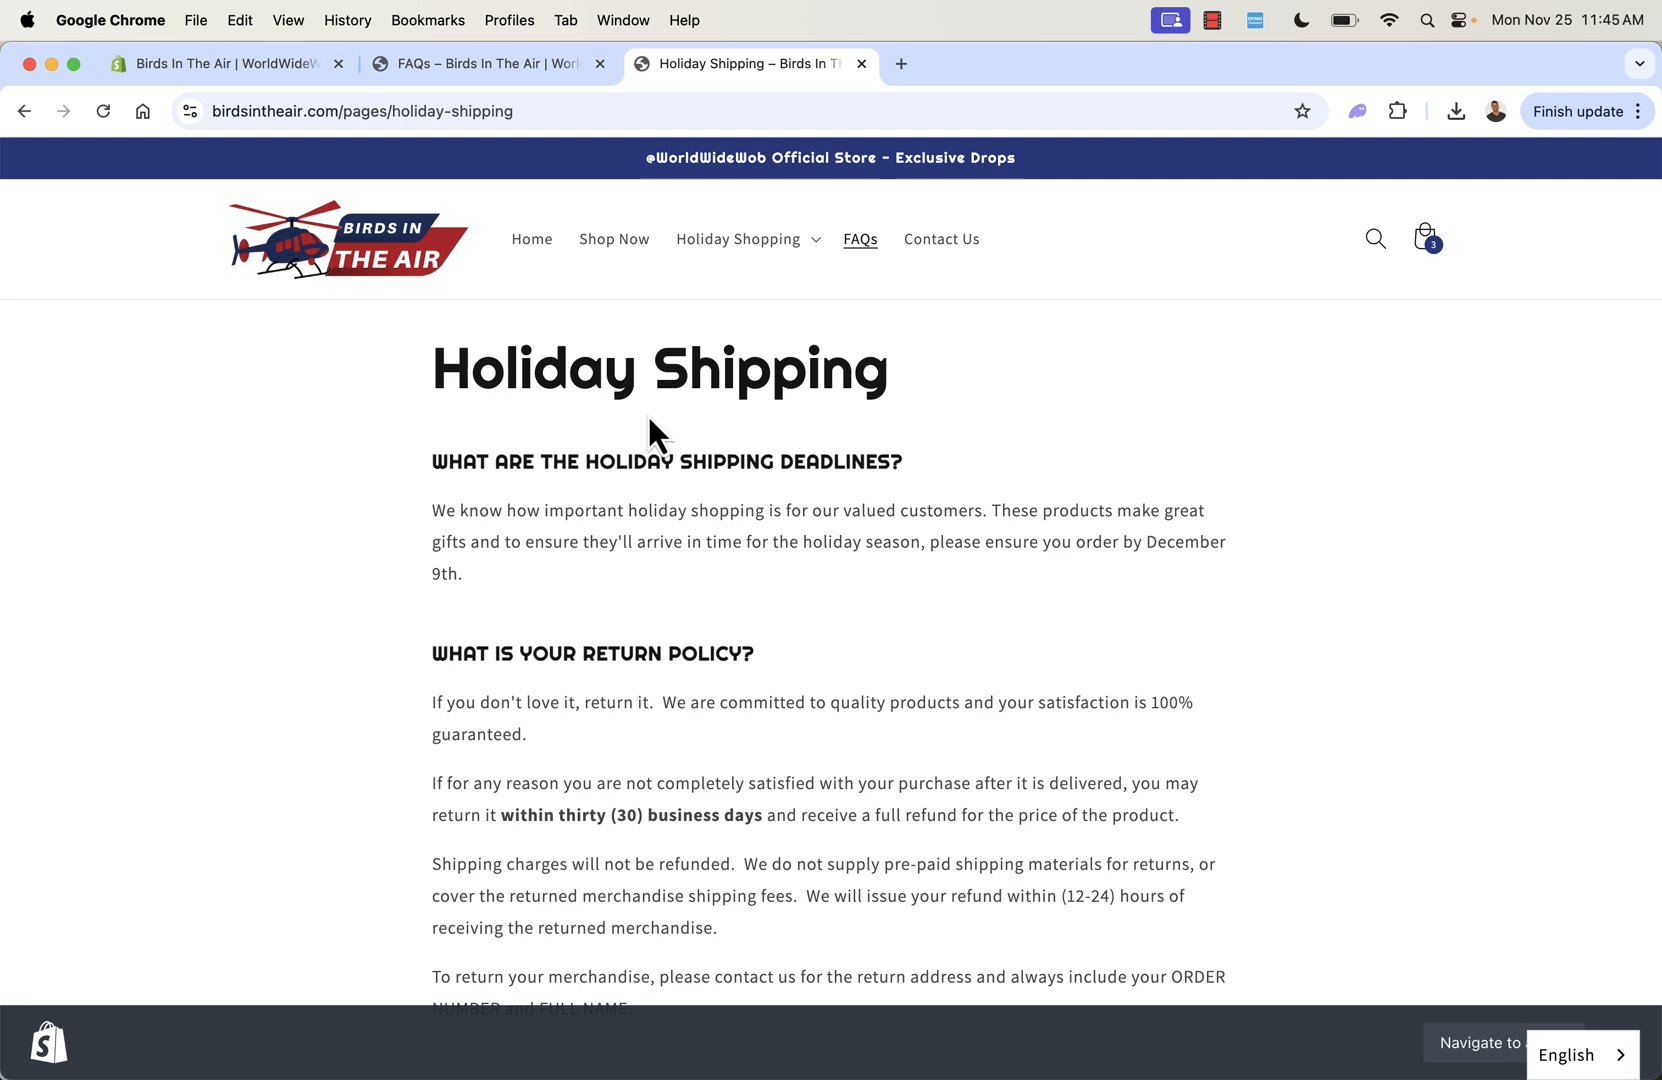 Google Chrome File Edit View History Bookmarks Profiles Tab Window Help Mon Nov 25 11:45 AM
Birds In The Air | WorldWideW FAQs – Birds In The Air | Worl Holiday Shipping – Birds In Th
birdsintheair.com/pages/holiday-shipping Finish update
@WorldWideWob Official Store - Exclusive Drops
BIRDS IN
THE AIR
Home Shop Now Holiday Shopping FAQs Contact Us 3
Holiday Shipping
WHAT ARE THE HOLIDAY SHIPPING DEADLINES?
We know how important holiday shopping is for our valued customers. These products make great
gifts and to ensure they'll arrive in time for the holiday season, please ensure you order by December
9th.
WHAT IS YOUR RETURN POLICY?
If you don't love it, return it. We are committed to quality products and your satisfaction is 100%
guaranteed.
If for any reason you are not completely satisfied with your purchase after it is delivered, you may
return it within thirty (30) business days and receive a full refund for the price of the product.
Shipping charges will not be refunded. We do not supply pre-paid shipping materials for returns, or
cover the returned merchandise shipping fees. We will issue your refund within (12-24) hours of
receiving the returned merchandise.
To return your merchandise, please contact us for the return address and always include your ORDER
NUMBER and FULL NAME.
Navigate to
English